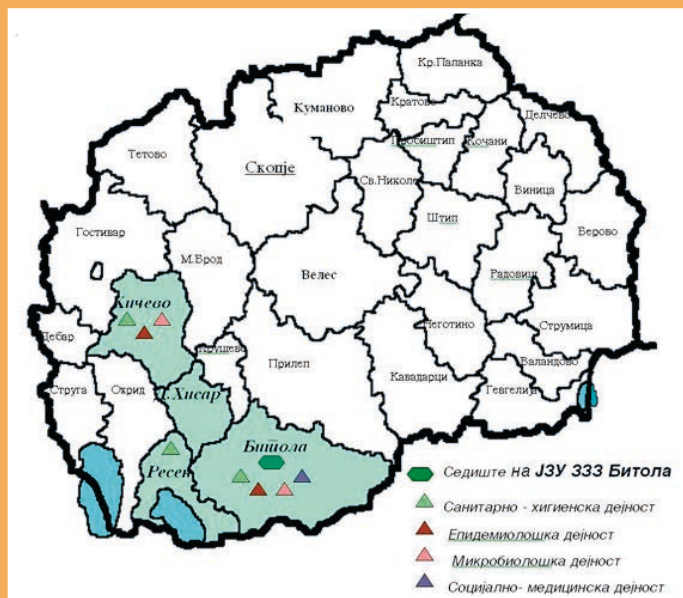 Кр.Паланка
Куманово
Кратово
Делчево
Тетово
Пробиштип
Кочани
Скопје
Св.Николе
Виница
Штип
Гостивар
Берово
М.Брод
Велес
Радовиш
Кичево
Неготино
Струмица
Дебар
Крушево
Прилеп
Валандово
Струга
Охрид
Д.Хисар
Кавадарци
Гевгелија
Битола
Ресен
Седиште на ЈЗУ ЗЗЗ Битола
Санитарно - хигиенска дејност
Епидемиолошка дејност
Микробиолошка дејност
Социјално- медицинска дејност